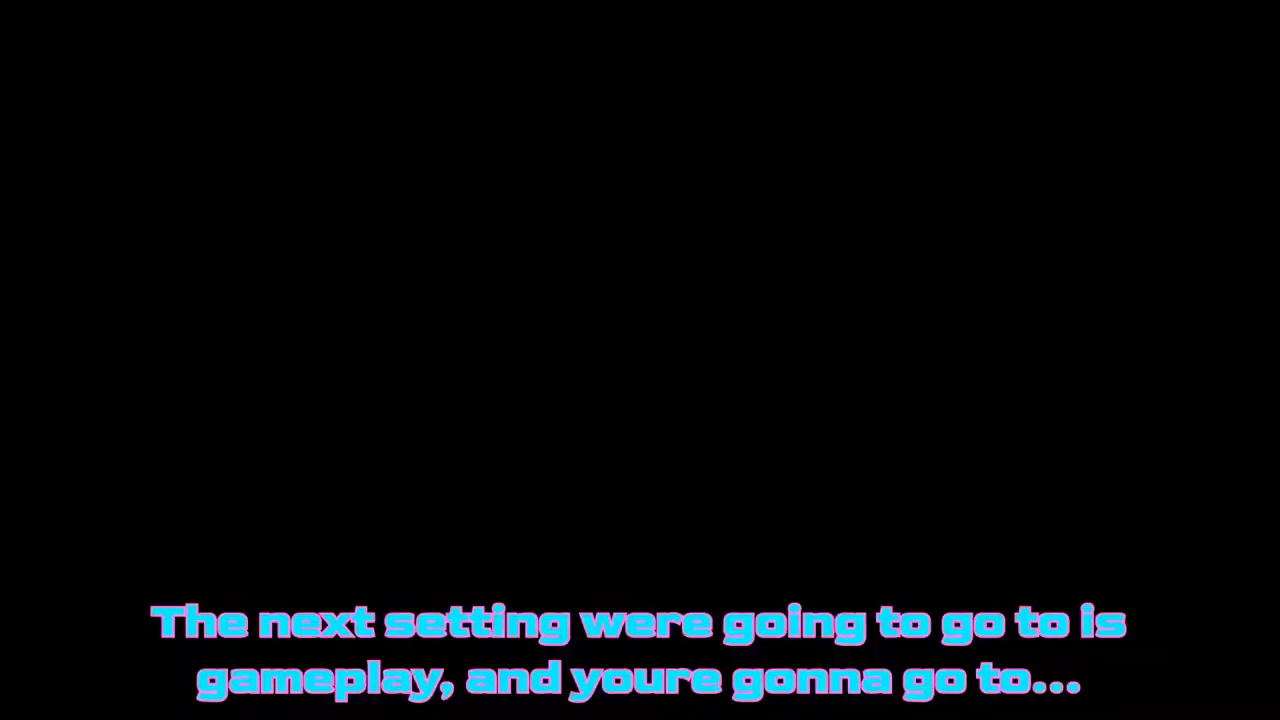 The next setting were going to go to is
gameplay, and youre gonna go to...